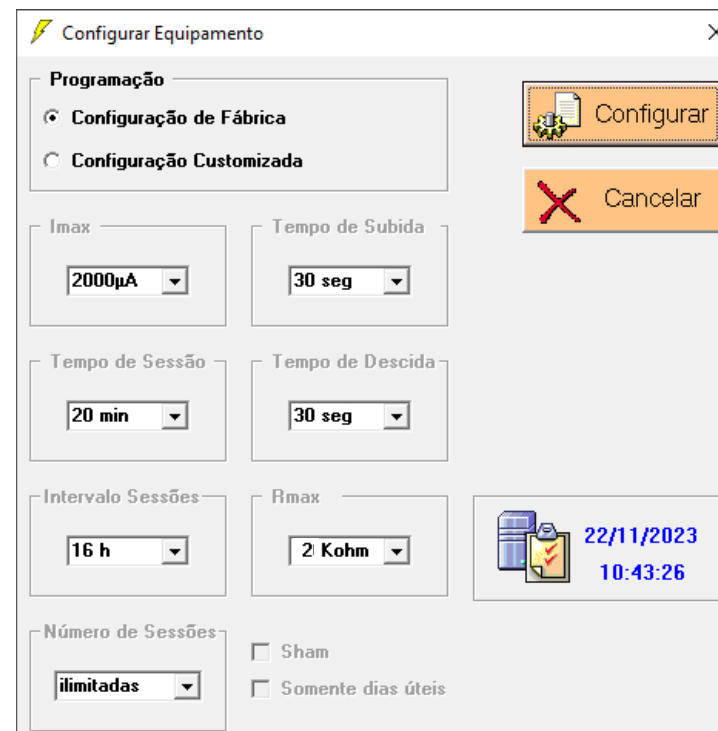 Configurar Equipamento
Programação
Configuração de Fábrica
Configuração Customizada
Configurar
Cancelar
Imax
2000µA
Tempo de Subida
30 seg
Tempo de Sessão
20 min
Tempo de Descida
30 seg
Intervalo Sessões
16 h
Rmax
Kohm
22/11/2023
10:43:26
Número de Sessões
ilimitadas
Sham
Somente dias úteis